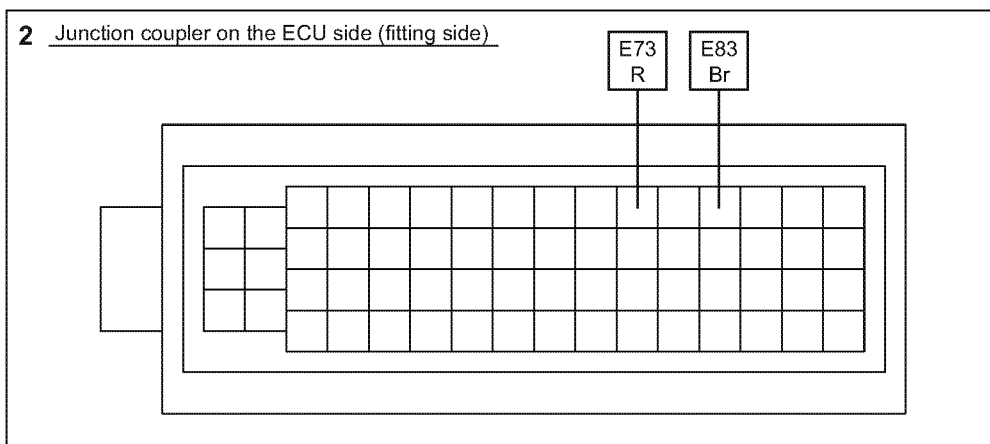 2 Junction coupler on the ECU side (fitting side)
E73
R
E83
Br